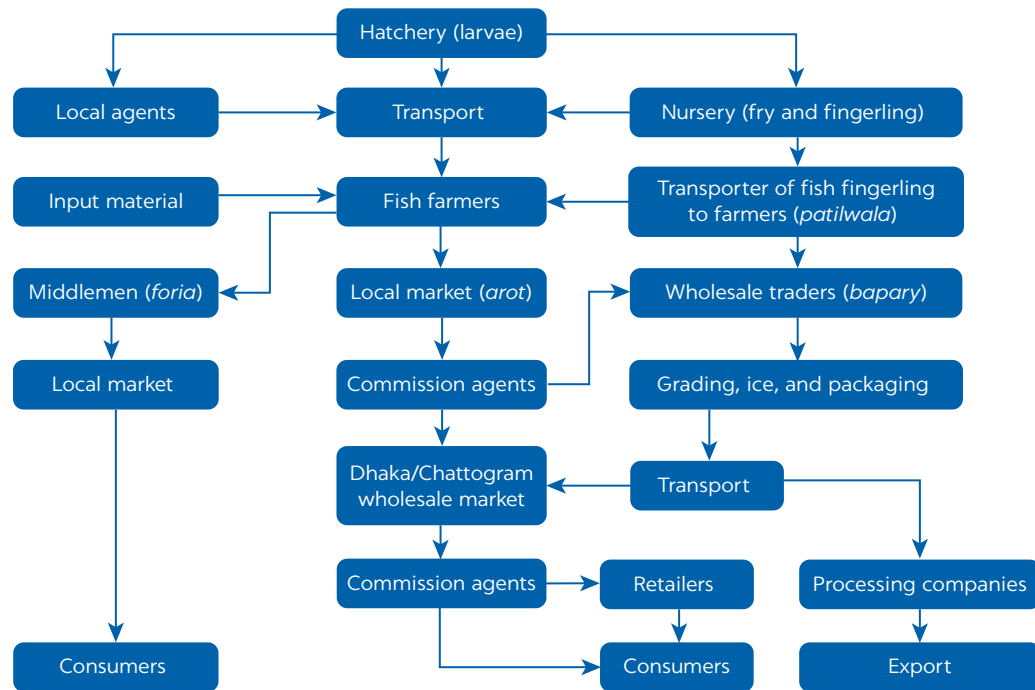 Hatchery (larvae)
Local agents
Transport
Nursery (fry and fingerling)
Input material
Fish farmers
Transporter of fish fingerling
to farmers (patilwala)
Middlemen (foria)
Local market (arot)
Wholesale traders (bapary)
Local market
Commission agents
Grading, ice, and packaging
Dhaka/Chattogram
wholesale market
Transport
Commission agents
Retailers
Processing companies
Consumers
Consumers
Export